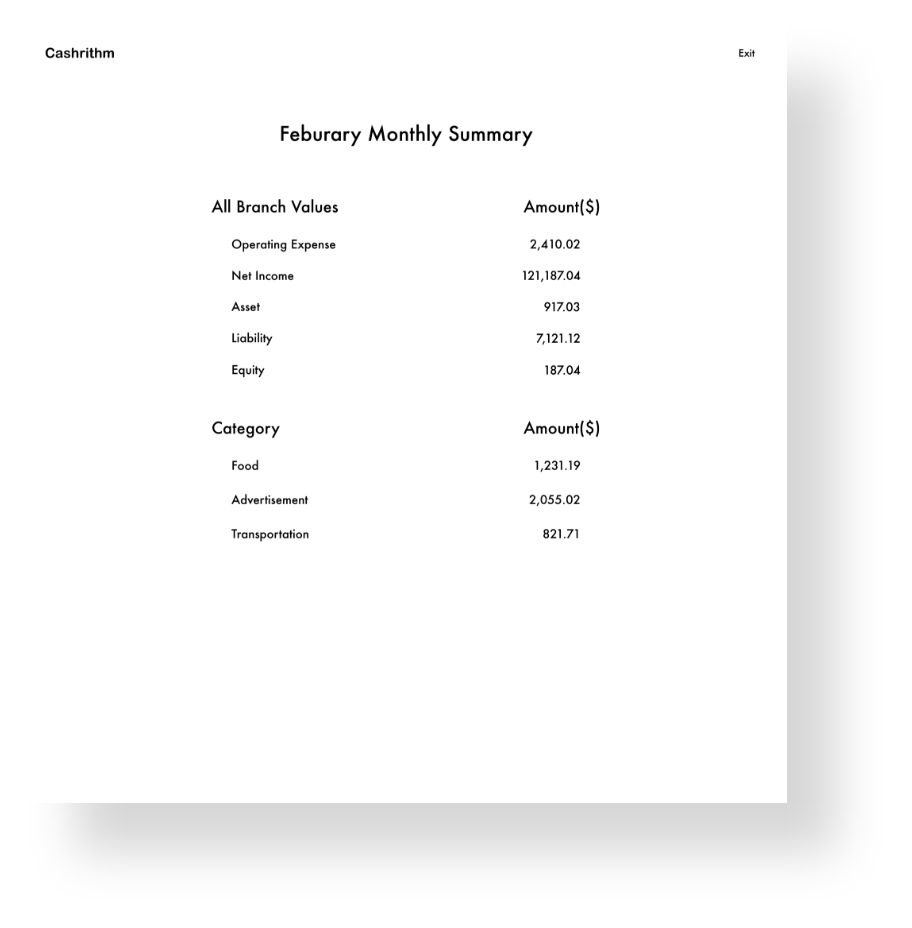 Cashrithm Exit
Feburary Monthly Summary
All Branch Values Amount($)
Operating Expense 2,410.02
Net Income 121,187.04
Asset 917.03
Liability 7,121.12
Equity 187.04
Category Amount($)
Food 1,231.19
Advertisement 2,055.02
Transportation 821.71